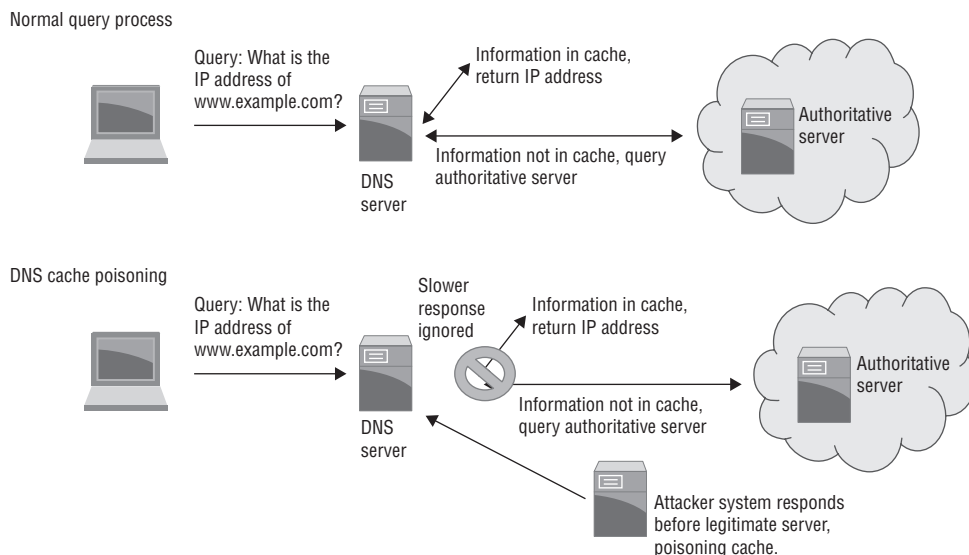 Normal query process
Query: What is the
IP address of
www.example.com?
Information in cache,
return IP address
Authoritative
server
Information not in cache, query
authoritative server
DNS
server
DNS cache poisoning
Query: What is the
IP address of
www.example.com?
Slower
response
ignored
Information in cache,
return IP address
Authoritative
server
Information not in cache,
query authoritative server
DNS
server
Attacker system responds
before legitimate server,
poisoning cache.